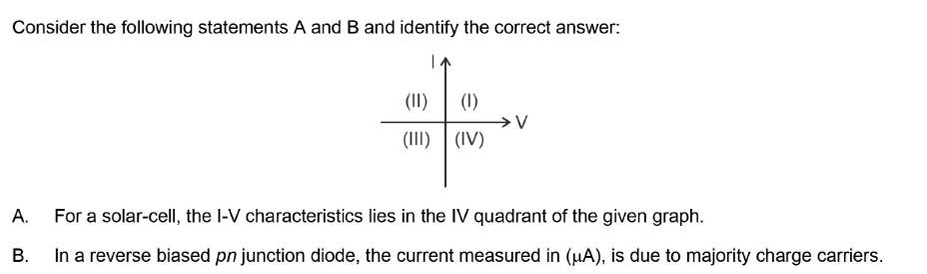 Consider the following statements A and B and identify the correct answer:
I
(II) (I)
V
(III) (IV)
A. For a solar-cell, the I-V characteristics lies in the IV quadrant of the given graph.
B. In a reverse biased pn junction diode, the current measured in (μA), is due to majority charge carriers.